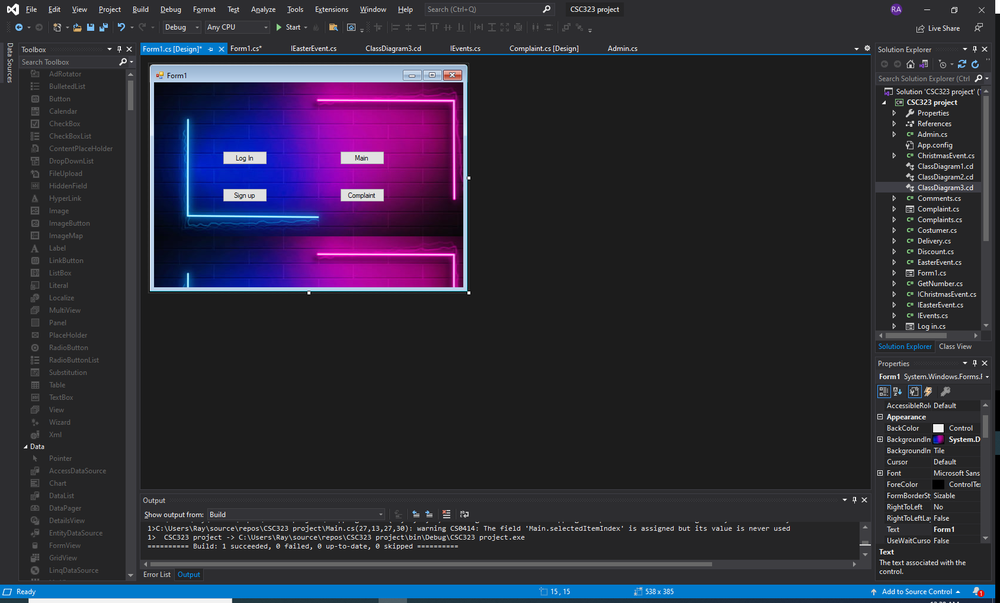 File Edit View Project Build Debug Format Test Analyze Tools Extensions Window Help Search (Ctrl+Q) CSC323 project RA
Debug Any CPU Start Live Share
Data Sources
Toolbox
Search Toolbox
AdRotator
BulletedList
Button
Calendar
CheckBox
CheckBoxList
ContentPlaceHolder
DropDownList
FileUpload
HiddenField
HyperLink
Image
ImageButton
ImageMap
Label
LinkButton
ListBox
Literal
Localize
MultiView
Panel
PlaceHolder
RadioButton
RadioButtonList
Substitution
Table
TextBox
View
Wizard
Xml
Data
Pointer
AccessDataSource
Chart
DataList
DataPager
DetailsView
EntityDataSource
FormView
GridView
LinqDataSource
Form1.cs [Design]* Form1.cs* IEasterEvent.cs ClassDiagram3.cd IEvents.cs Complaint.cs [Design] Admin.cs
Form1
Log In Main
Sign up Complaint
Output
Show output from: Build
1>C:\Users\Ray\source\repos\CSC323 project\Main.cs(27,13,27,30): warning CS0414: The field 'Main.selectedItemIndex' is assigned but its value is never used
1> CSC323 project -> C:\Users\Ray\source\repos\CSC323 project\bin\Debug\CSC323 project.exe
========== Build: 1 succeeded, 0 failed, 0 up-to-date, 0 skipped ==========
Error List Output
Solution Explorer
Search Solution Explorer (Ctrl
Solution 'CSC323 project' (
CSC323 project
Properties
References
Admin.cs
App.config
ChristmasEvent.cs
ClassDiagram1.cd
ClassDiagram2.cd
ClassDiagram3.cd
Comments.cs
Complaint.cs
Complaints.cs
Costumer.cs
Delivery.cs
Discount.cs
EasterEvent.cs
Form1.cs
GetNumber.cs
IChristmasEvent.cs
IEasterEvent.cs
IEvents.cs
Log in.cs
Solution Explorer Class View
Properties
Form1 System.Windows.Forms.F
AccessibleRol Default
Appearance
BackColor Control
BackgroundIm System.D
BackgroundIm Tile
Cursor Default
Font Microsoft Sans
ForeColor ControlTex
FormBorderSt Sizable
RightToLeft No
RightToLeftLay False
Text Form1
UseWaitCurso False
Text
The text associated with the
control.
Ready 15 , 15 538 x 385 Add to Source Control 1